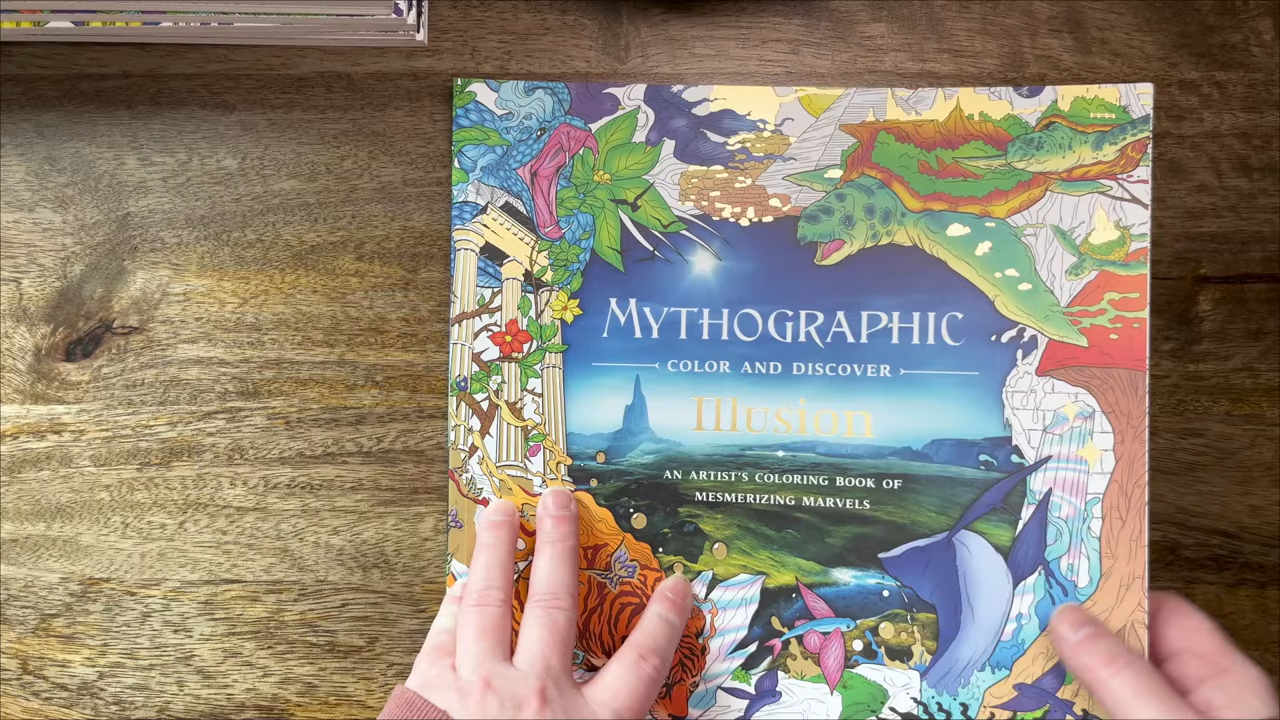 MYTHOGRAPHIC
COLOR AND DISCOVER
Illusion
AN ARTIST'S COLORING BOOK OF
MESMERIZING MARVELS